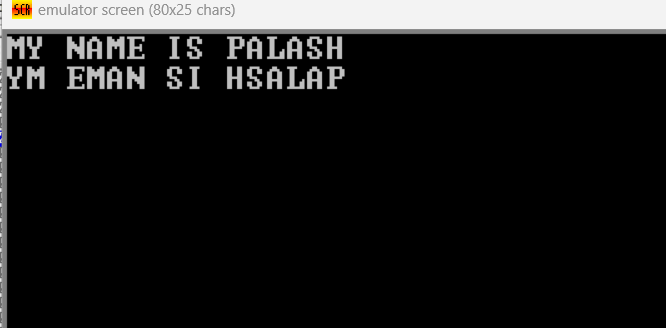 emulator screen (80x25 chars)
MY NAME IS PALASH
YM EMAN SI HSALAP